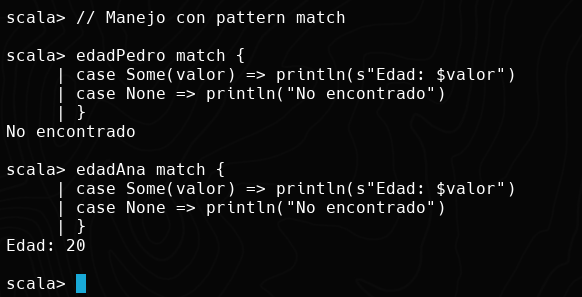 scala> // Manejo con pattern match
scala> edadPedro match {
| case Some(valor) => println(s"Edad: $valor")
| case None => println("No encontrado")
| }
No encontrado
scala> edadAna match {
| case Some(valor) => println(s"Edad: $valor")
| case None => println("No encontrado")
| }
Edad: 20
scala>